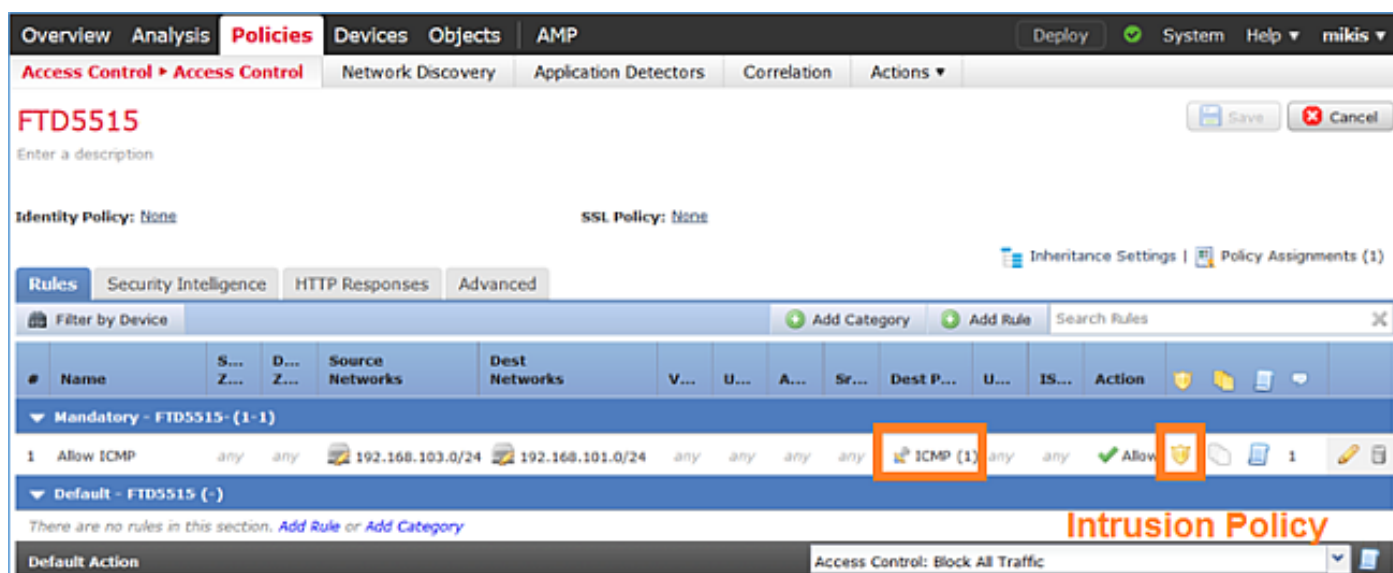 Overview Analysis Policies Devices Objects AMP Deploy System Help ▾ mikis ▾
Access Control ▸ Access Control Network Discovery Application Detectors Correlation Actions ▾
FTD5515 Save Cancel
Enter a description
Identity Policy: None SSL Policy: None
Inheritance Settings | Policy Assignments (1)
Rules Security Intelligence HTTP Responses Advanced
Filter by Device Add Category Add Rule Search Rules
# Name S... Z... D... Z... Source Networks Dest Networks V... U... A... Sr... Dest P... U... IS... Action
Mandatory - FTD5515- (1-1)
1 Allow ICMP any any 192.168.103.0/24 192.168.101.0/24 any any any any ICMP (1) any any Allow 1
Default - FTD5515 (-)
There are no rules in this section. Add Rule or Add Category
Intrusion Policy
Default Action Access Control: Block All Traffic